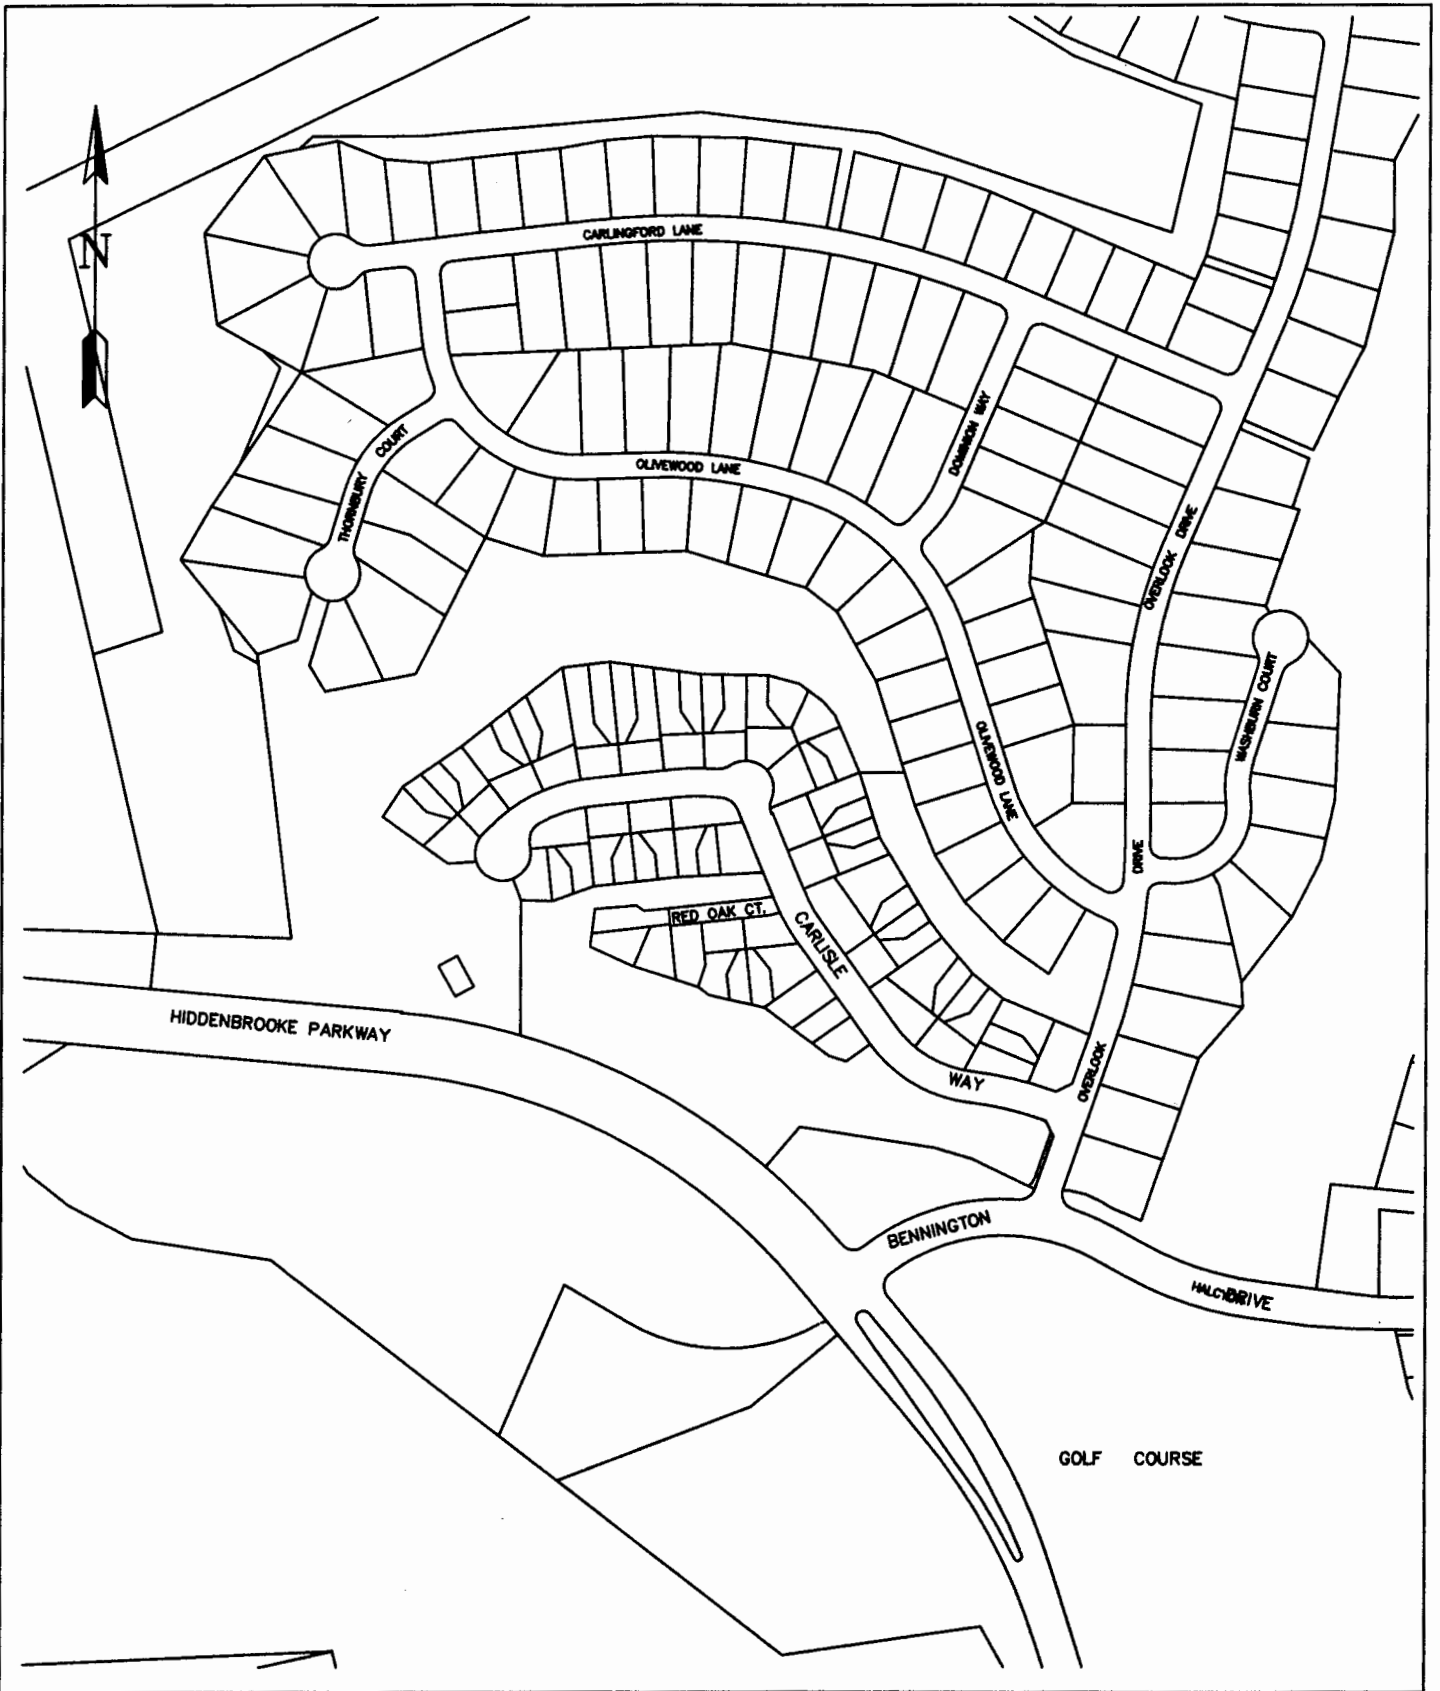 N
CARLINGFORD LANE
DOMINION WAY
THORNBURY COURT
OLIVEWOOD LANE
OVERLOOK DRIVE
WASHBURN COURT
OLIVEWOOD LANE
DRIVE
RED OAK CT.
CARLISLE
HIDDENBROOKE PARKWAY
WAY
OVERLOOK
BENNINGTON
DRIVE
GOLF COURSE